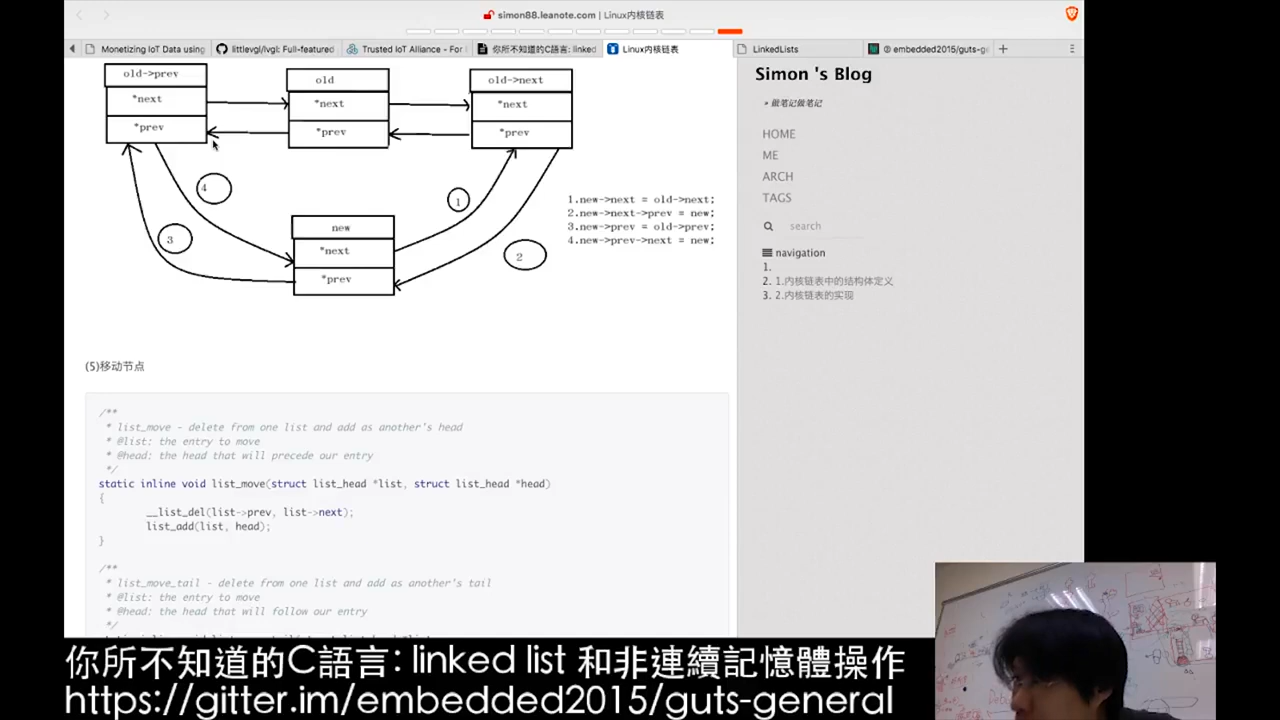 simon88.leanote.com | Linux内核链表
Monetizing IoT Data using
littlevgl/lvgl: Full-featured
Trusted IoT Alliance - For
你所不知道的C語言: linked
Linux内核链表
LinkedLists
@ embedded2015/guts-ge
old->prev
*next
*prev
old
*next
*prev
old->next
*next
*prev
4
1
3
2
new
*next
*prev
1.new->next = old->next;
2.new->next->prev = new;
3.new->prev = old->prev;
4.new->prev->next = new;
(5)移动节点
/**
* list_move - delete from one list and add as another's head
* @list: the entry to move
* @head: the head that will precede our entry
*/
static inline void list_move(struct list_head *list, struct list_head *head)
{
__list_del(list->prev, list->next);
list_add(list, head);
}
/**
* list_move_tail - delete from one list and add as another's tail
* @list: the entry to move
* @head: the head that will follow our entry
*/
Simon 's Blog
» 做笔记做笔记
HOME
ME
ARCH
TAGS
search
navigation
1.
2. 1.内核链表中的结构体定义
3. 2.内核链表的实现
你所不知道的C語言: linked list 和非連續記憶體操作
https://gitter.im/embedded2015/guts-general